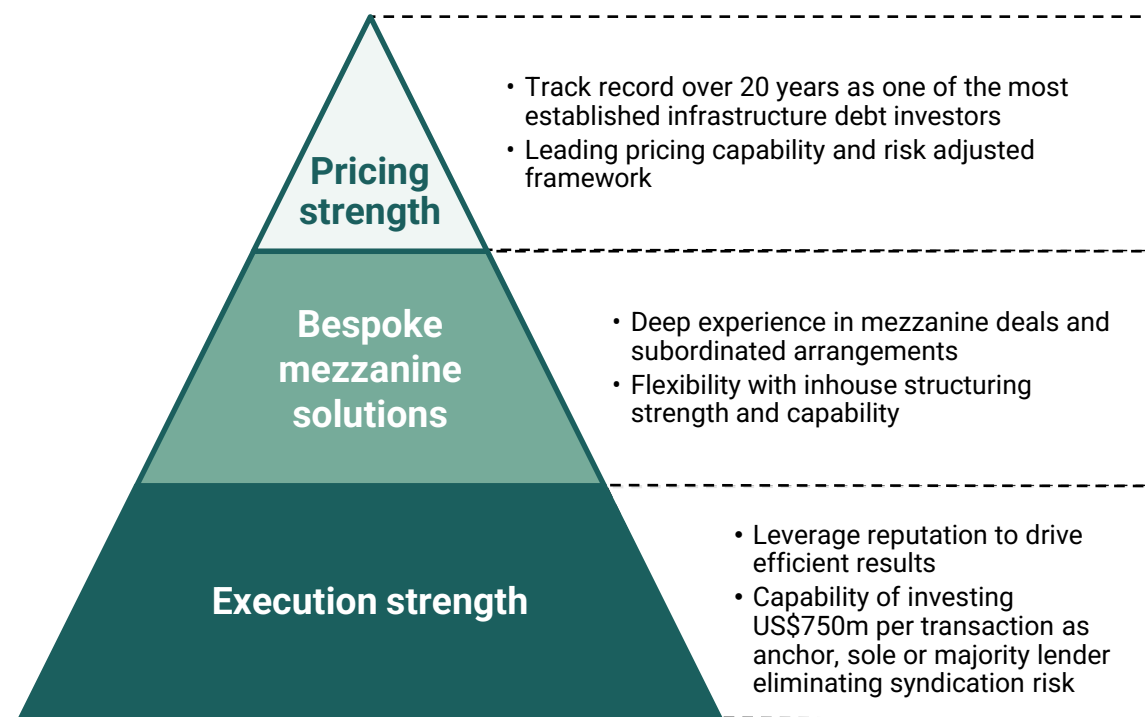 Pricing
strength
• Track record over 20 years as one of the most
established infrastructure debt investors
• Leading pricing capability and risk adjusted
framework
Bespoke
mezzanine
solutions
• Deep experience in mezzanine deals and
subordinated arrangements
• Flexibility with inhouse structuring
strength and capability
Execution strength
• Leverage reputation to drive
efficient results
• Capability of investing
US$750m per transaction as
anchor, sole or majority lender
eliminating syndication risk